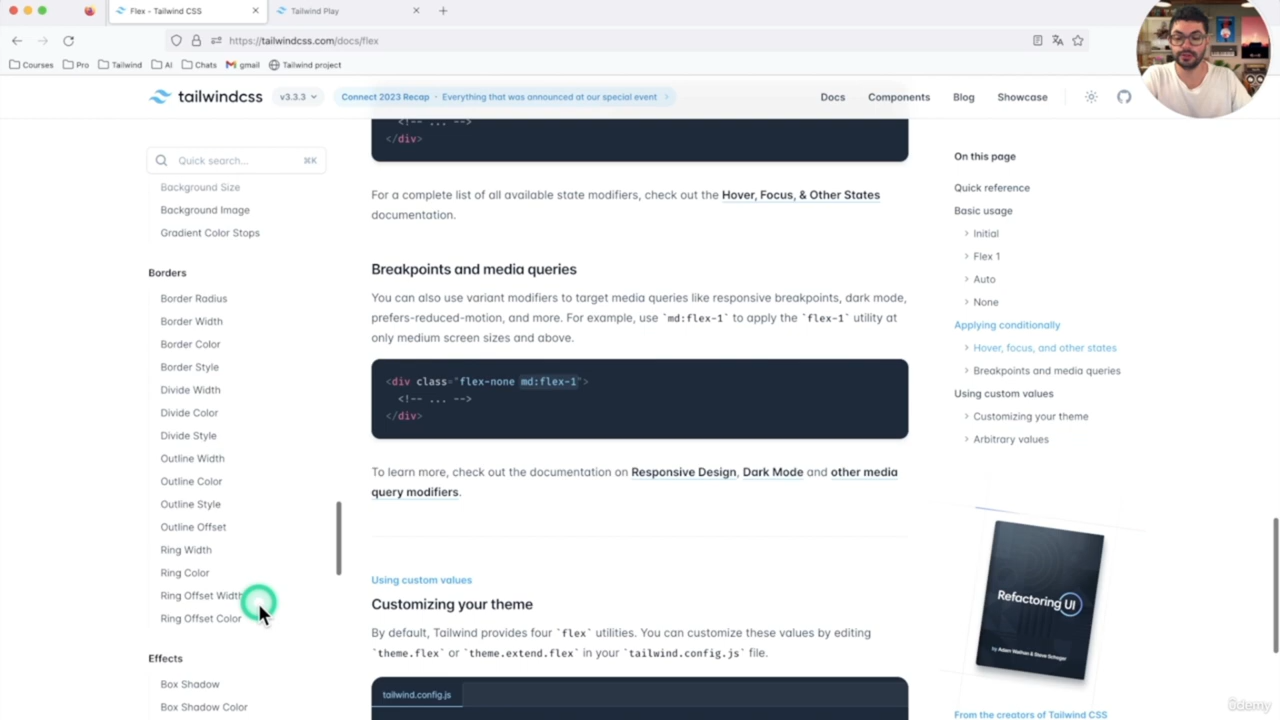 Flex - Tailwind CSS
Tailwind Play
https://tailwindcss.com/docs/flex
Courses
Pro
Tailwind
AI
Chats
gmail
Tailwind project
tailwindcss
v3.3.3
Connect 2023 Recap · Everything that was announced at our special event
Docs
Components
Blog
Showcase
Quick search...
⌘K
Background Size
Background Image
Gradient Color Stops
Borders
Border Radius
Border Width
Border Color
Border Style
Divide Width
Divide Color
Divide Style
Outline Width
Outline Color
Outline Style
Outline Offset
Ring Width
Ring Color
Ring Offset Width
Ring Offset Color
Effects
Box Shadow
Box Shadow Color
<!-- ... -->
</div>
For a complete list of all available state modifiers, check out the Hover, Focus, & Other States
documentation.
Breakpoints and media queries
You can also use variant modifiers to target media queries like responsive breakpoints, dark mode,
prefers-reduced-motion, and more. For example, use `md:flex-1` to apply the `flex-1` utility at
only medium screen sizes and above.
<div class="flex-none md:flex-1">
<!-- ... -->
</div>
To learn more, check out the documentation on Responsive Design, Dark Mode and other media
query modifiers.
Using custom values
Customizing your theme
By default, Tailwind provides four `flex` utilities. You can customize these values by editing
`theme.flex` or `theme.extend.flex` in your `tailwind.config.js` file.
tailwind.config.js
On this page
Quick reference
Basic usage
Initial
Flex 1
Auto
None
Applying conditionally
Hover, focus, and other states
Breakpoints and media queries
Using custom values
Customizing your theme
Arbitrary values
Refactoring UI
by Adam Wathan & Steve Schoger
From the creators of Tailwind CSS
ûdemy